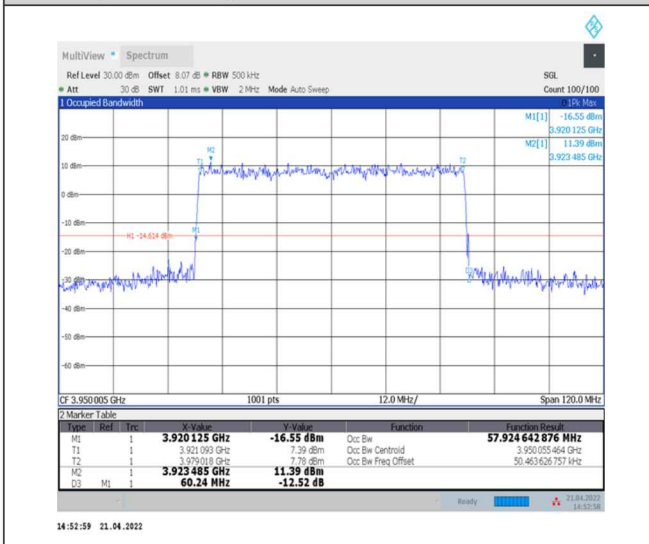 MultiView Spectrum
Ref Level 30.00 dBm Offset 8.07 dB RBW 500 kHz SGL
Att 30 dB SWT 1.01 ms VBW 2 MHz Mode Auto Sweep Count 100/100
1 Occupied Bandwidth 1Pk Max
M1[1] -16.55 dBm
3.920 125 GHz
20 dBm
M2[1] 11.39 dBm
3.923 485 GHz
M2
T1
T2
10 dBm
0 dBm
-10 dBm
M1
H1 -14.614 dBm
-20 dBm
-30 dBm
D3
-40 dBm
-50 dBm
-60 dBm
CF 3.950005 GHz 1001 pts 12.0 MHz/ Span 120.0 MHz
2 Marker Table
Type Ref Trc X-Value Y-Value Function Function Result
M1 1 3.920125 GHz -16.55 dBm Occ Bw 57.924 642 876 MHz
T1 1 3.921 093 GHz 7.39 dBm Occ Bw Centroid 3.950 055 464 GHz
T2 1 3.979 018 GHz 7.78 dBm Occ Bw Freq Offset 50.463 626 757 kHz
M2 1 3.923485 GHz 11.39 dBm
D3 M1 1 60.24 MHz -12.52 dB
Ready 21.04.2022
14:52:58
14:52:59 21.04.2022